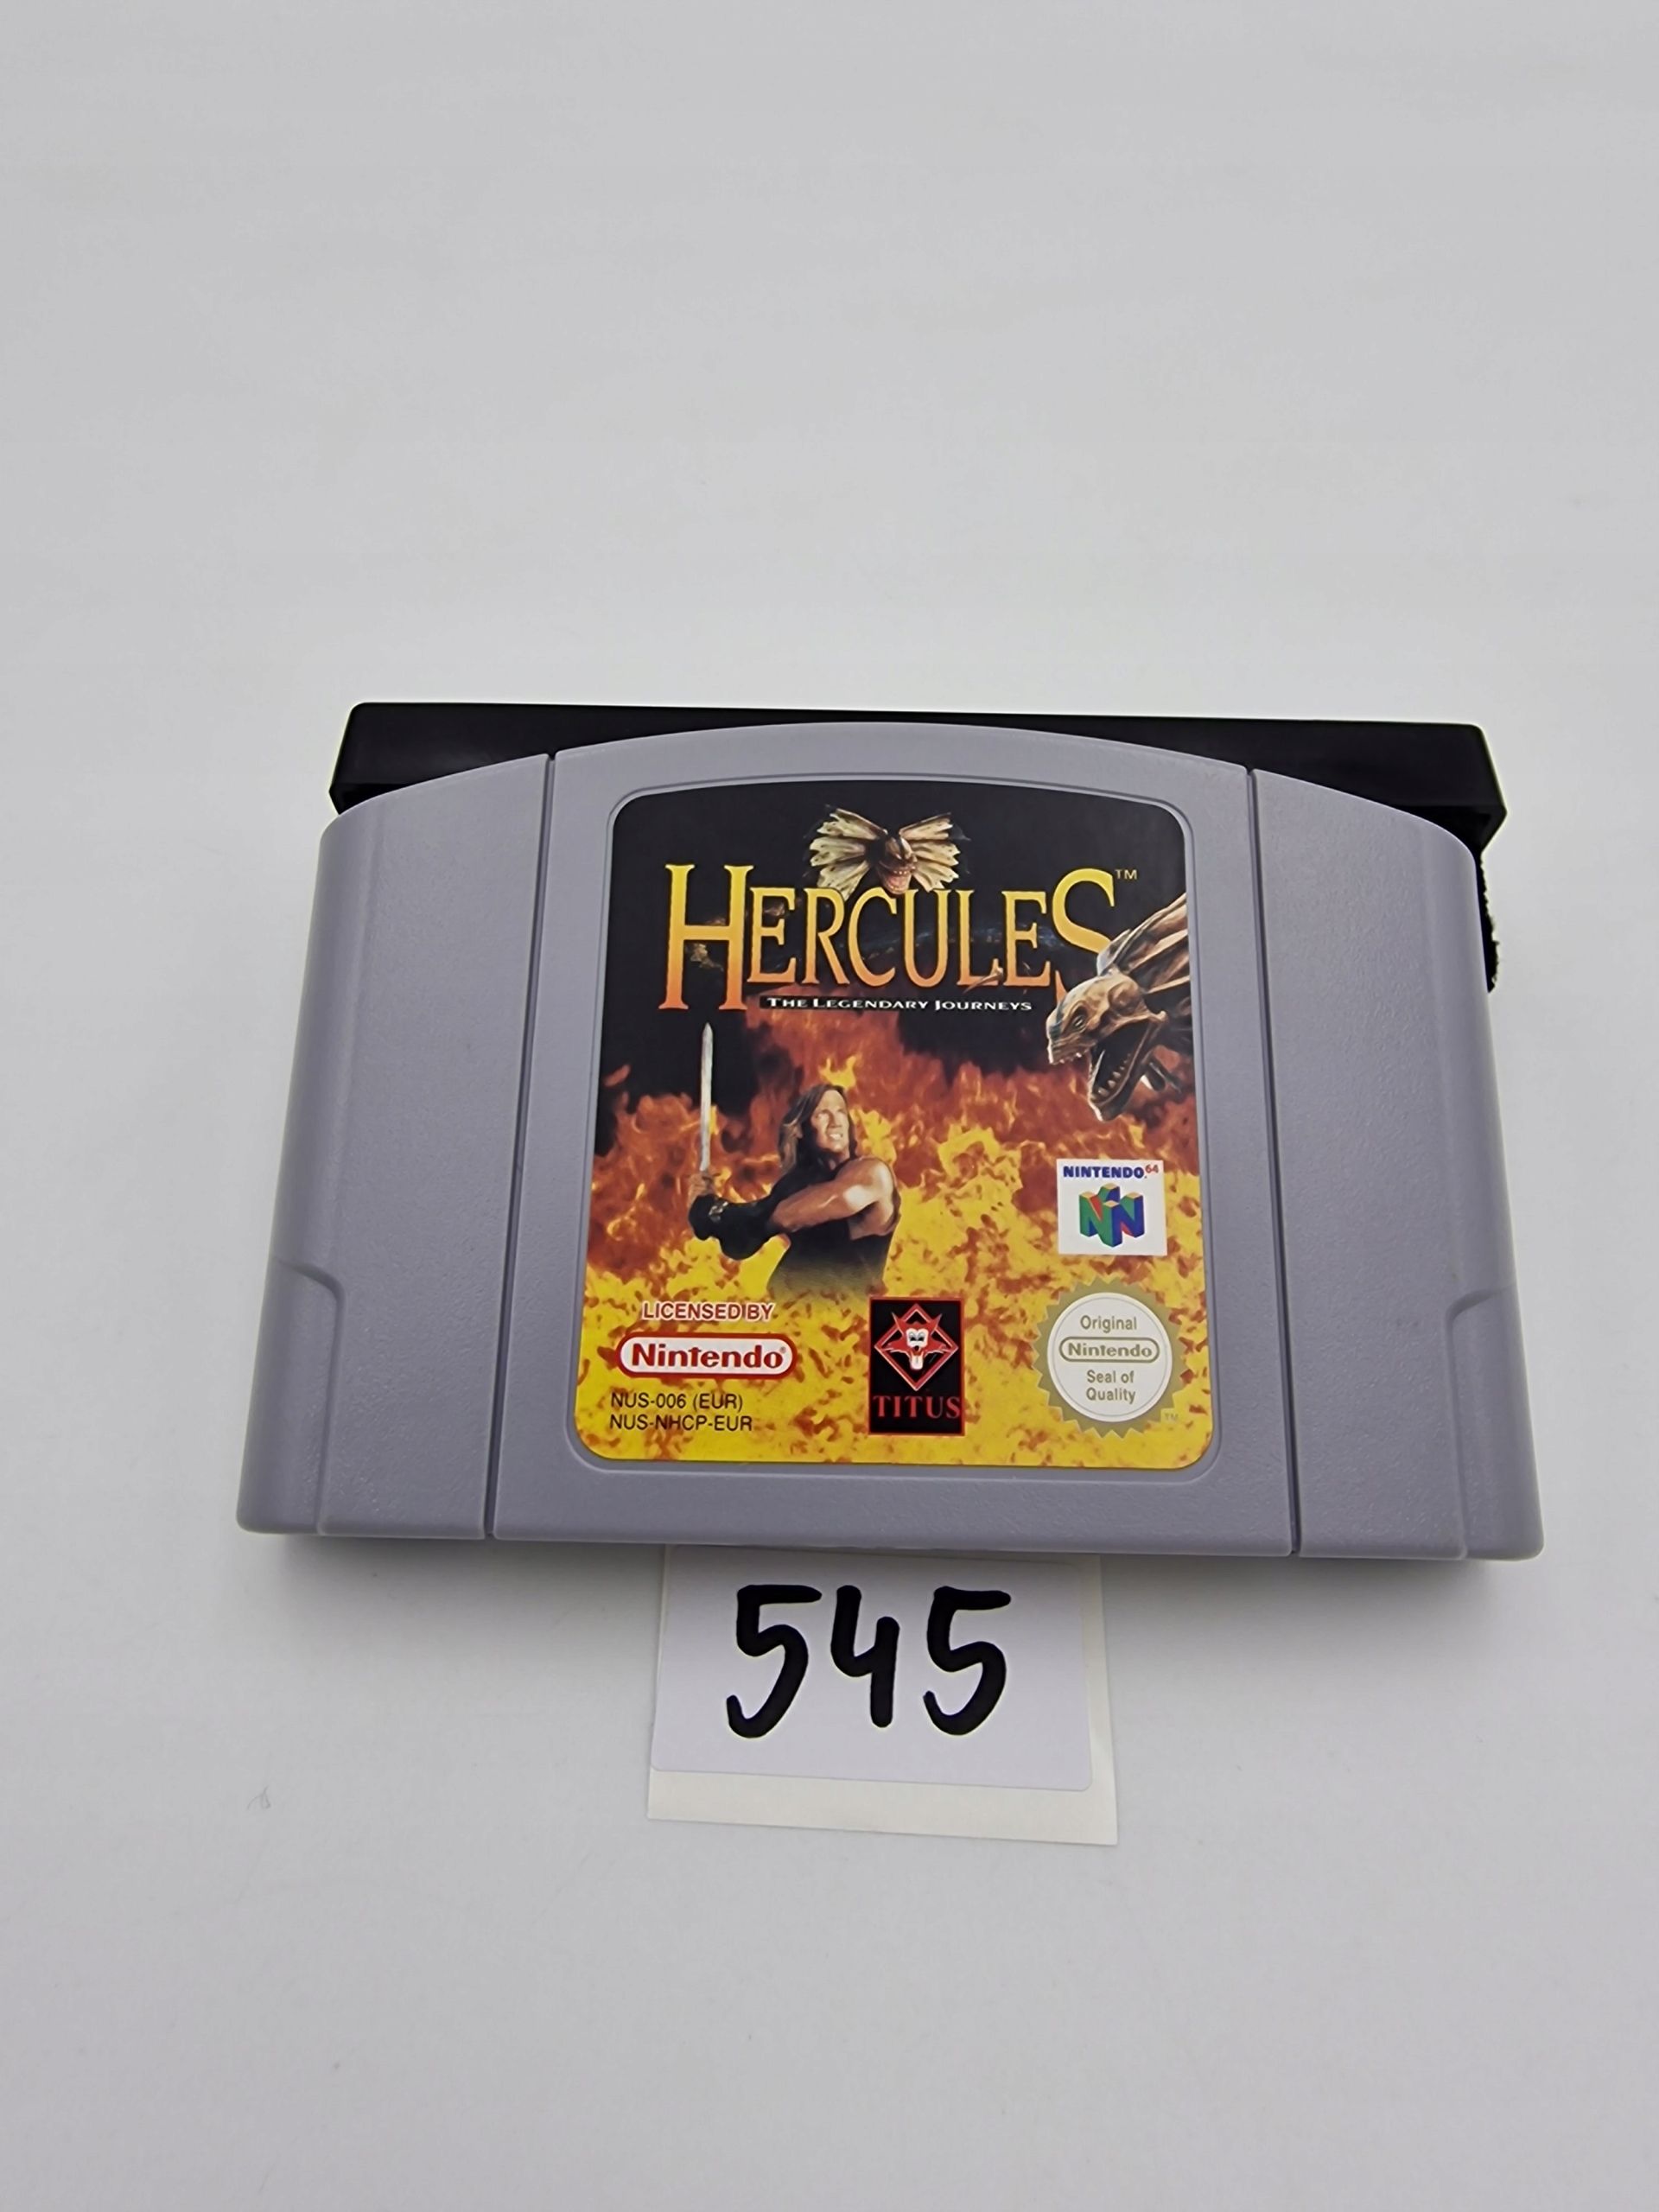 HERCULES™
THE LEGENDARY JOURNEYS
NINTENDO64
LICENSED BY
Nintendo®
NUS-006 (EUR)
NUS-NHCP-EUR
TITUS
Original
Nintendo
Seal of
Quality
TM
545